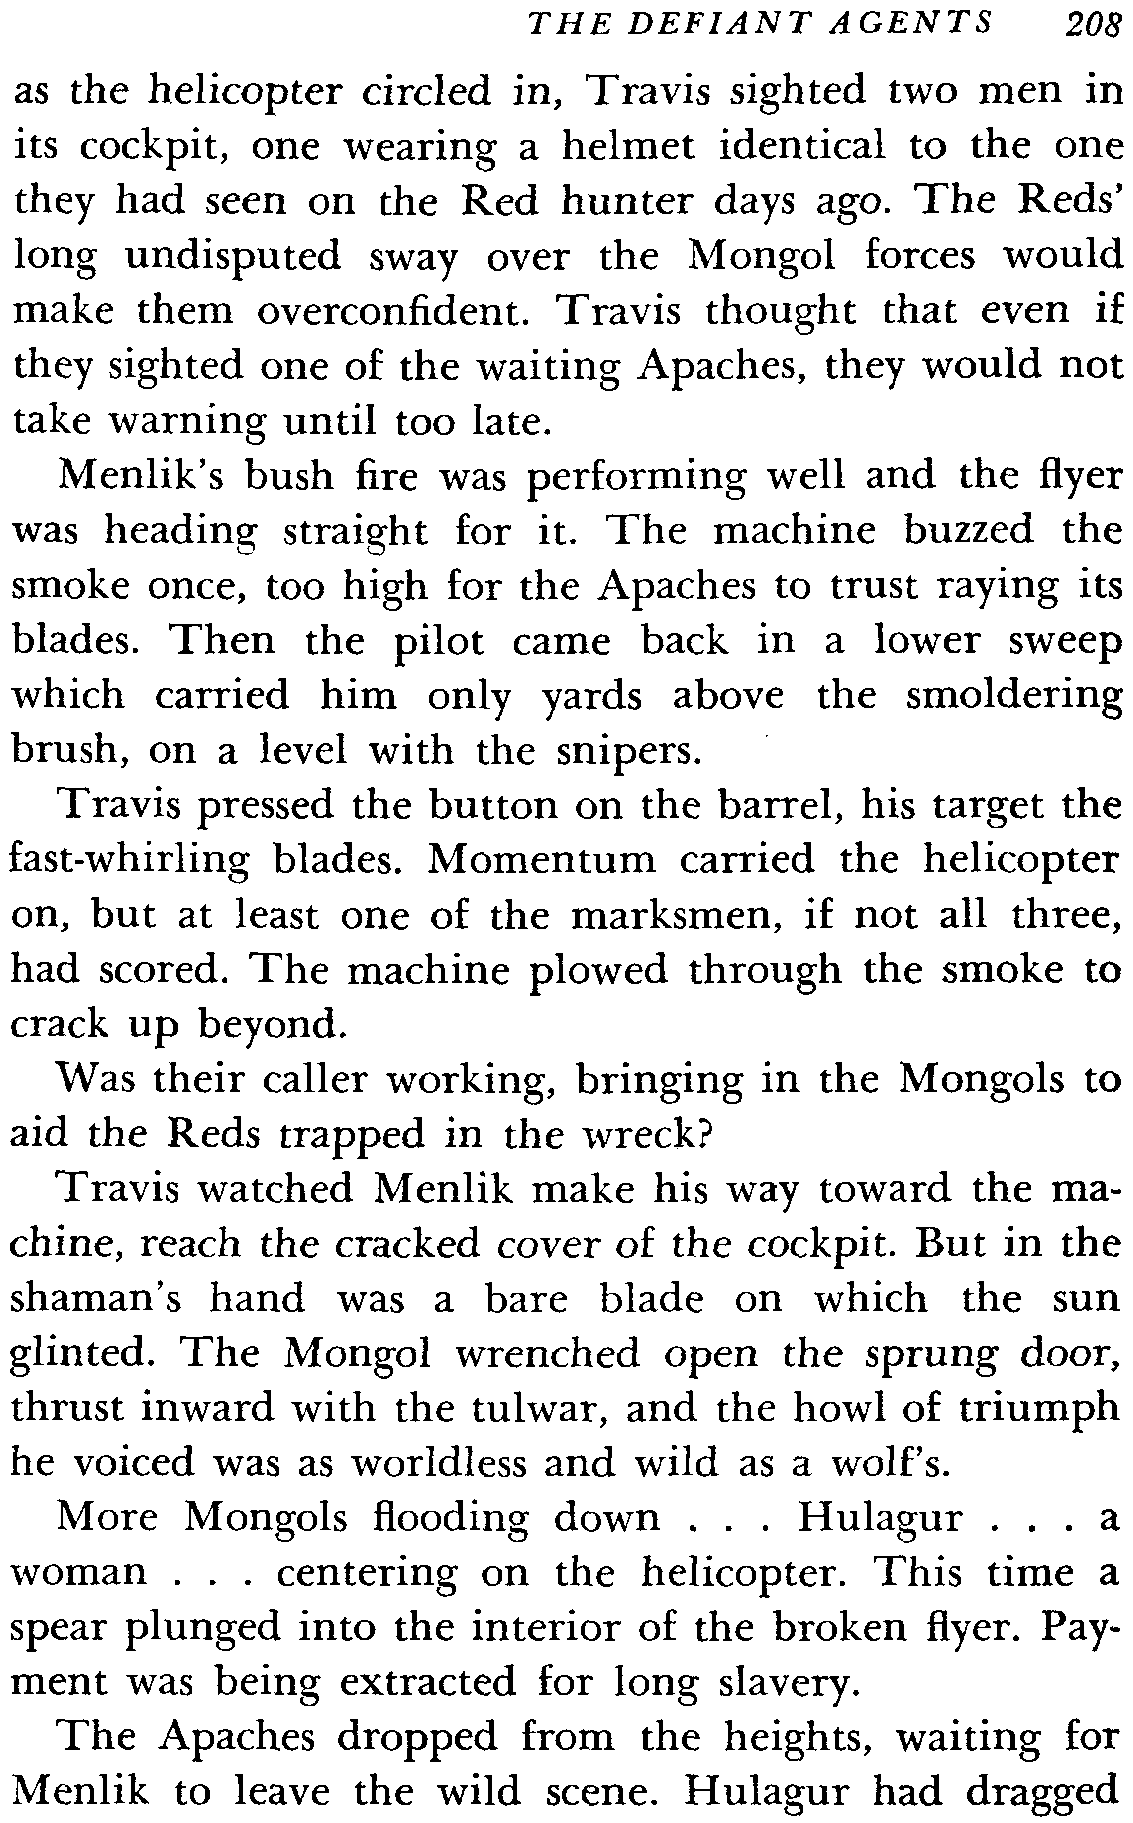 THE DEFIANT AGENTS 208
as the helicopter circled in, Travis sighted two men in
its cockpit, one wearing a helmet identical to the one
they had seen on the Red hunter days ago. The Reds'
long undisputed sway over the Mongol forces would
make them overconfident. Travis thought that even if
they sighted one of the waiting Apaches, they would not
take warning until too late.
Menlik's bush fire was performing well and the flyer
was heading straight for it. The machine buzzed the
smoke once, too high for the Apaches to trust raying its
blades. Then the pilot came back in a lower sweep
which carried him only yards above the smoldering
brush, on a level with the snipers.
Travis pressed the button on the barrel, his target the
fast-whirling blades. Momentum carried the helicopter
on, but at least one of the marksmen, if not all three,
had scored. The machine plowed through the smoke to
crack up beyond.
Was their caller working, bringing in the Mongols to
aid the Reds trapped in the wreck?
Travis watched Menlik make his way toward the ma-
chine, reach the cracked cover of the cockpit. But in the
shaman's hand was a bare blade on which the sun
glinted. The Mongol wrenched open the sprung door,
thrust inward with the tulwar, and the howl of triumph
he voiced was as worldless and wild as a wolf's.
More Mongols flooding down . . . Hulagur . . . a
woman . . . centering on the helicopter. This time a
spear plunged into the interior of the broken flyer. Pay-
ment was being extracted for long slavery.
The Apaches dropped from the heights, waiting for
Menlik to leave the wild scene. Hulagur had dragged